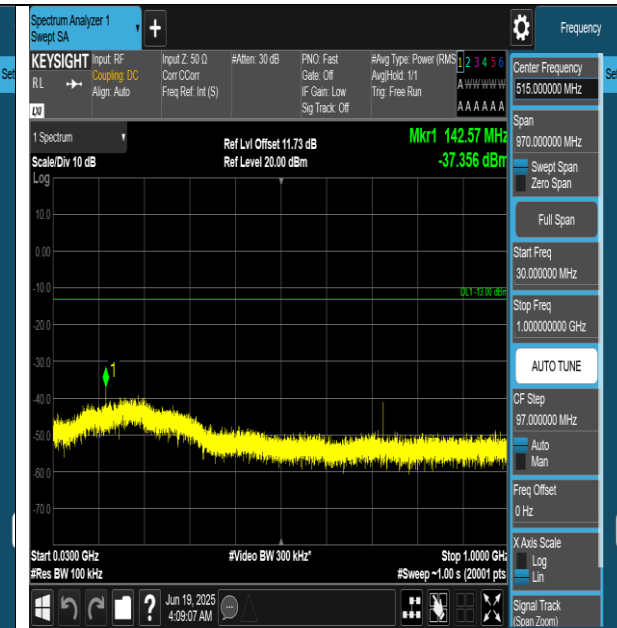 Spectrum Analyzer 1
Swept SA
+
Frequency
Set
Set
KEYSIGHT
RL
LXI
Input: RF
Coupling: DC
Align: Auto
Input Z: 50 Ω
Corr CCorr
Freq Ref: Int (S)
#Atten: 30 dB
PNO: Fast
Gate: Off
IF Gain: Low
Sig Track: Off
#Avg Type: Power (RMS
Avg|Hold: 1/1
Trig: Free Run
1 2 3 4 5 6
A W W W W W
A A A A A A
1 Spectrum
Scale/Div 10 dB
Log
Ref Lvl Offset 11.73 dB
Ref Level 20.00 dBm
Mkr1 142.57 MHz
-37.356 dBm
10.0
0.00
-10.0
DL1 -13.00 dBm
-20.0
-30.0
1
-40.0
-50.0
-60.0
-70.0
Start 0.0300 GHz
#Res BW 100 kHz
#Video BW 300 kHz*
Stop 1.0000 GHz
#Sweep ~1.00 s (20001 pts
?
Jun 19, 2025
4:09:07 AM
Center Frequency
515.000000 MHz
Span
970.000000 MHz
Swept Span
Zero Span
Full Span
Start Freq
30.000000 MHz
Stop Freq
1.000000000 GHz
AUTO TUNE
CF Step
97.000000 MHz
Auto
Man
Freq Offset
0 Hz
X Axis Scale
Log
Lin
Signal Track
(Span Zoom)